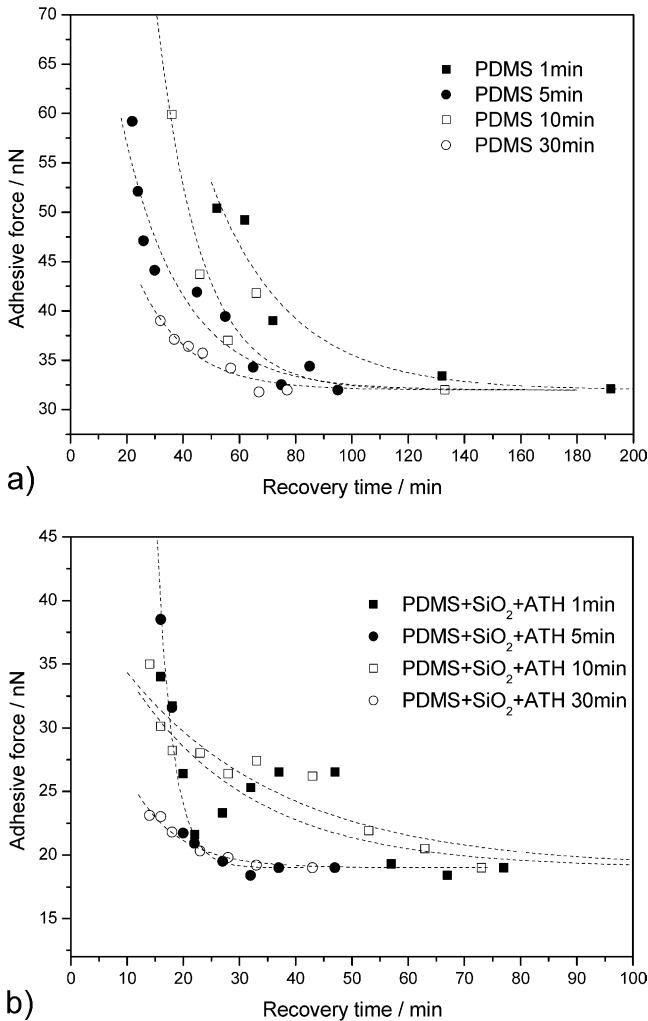 70
65
60
55
50
45
40
35
30
Adhesive force / nN
PDMS 1min
PDMS 5min
PDMS 10min
PDMS 30min
0 20 40 60 80 100 120 140 160 180 200
a)
Recovery time / min
45
40
35
30
25
20
15
Adhesive force / nN
PDMS+SiO₂+ATH 1min
PDMS+SiO₂+ATH 5min
PDMS+SiO₂+ATH 10min
PDMS+SiO₂+ATH 30min
0 10 20 30 40 50 60 70 80 90 100
b)
Recovery time / min